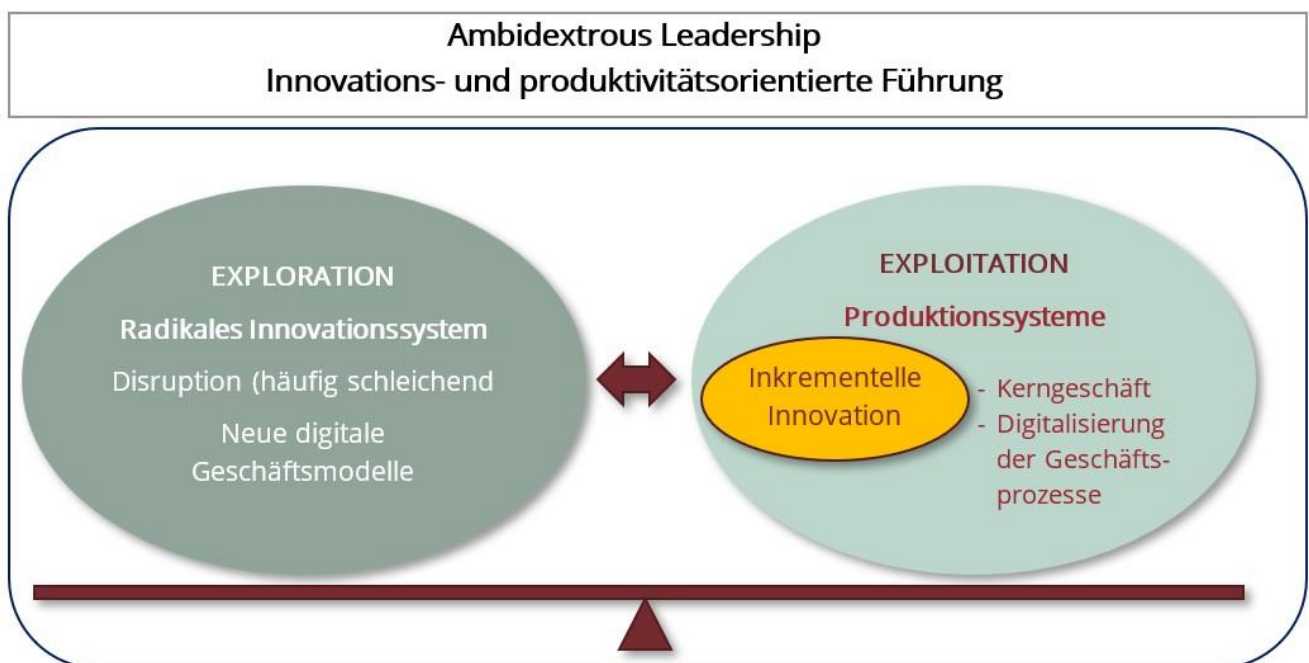 Ambidextrous Leadership
Innovations- und produktivitätsorientierte Führung
EXPLORATION
Radikales Innovationssystem
Disruption (häufig schleichend
Neue digitale
Geschäftsmodelle
EXPLOITATION
Produktionssysteme
Inkrementelle
Innovation
- Kerngeschäft
- Digitalisierung
der Geschäfts-
prozesse